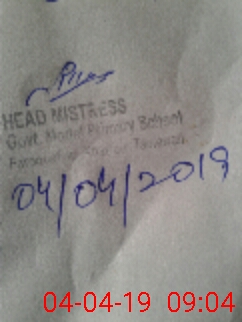 HEAD MISTRESS
Govt. Model Primary School
04/04/2019
04-04-19 09:04